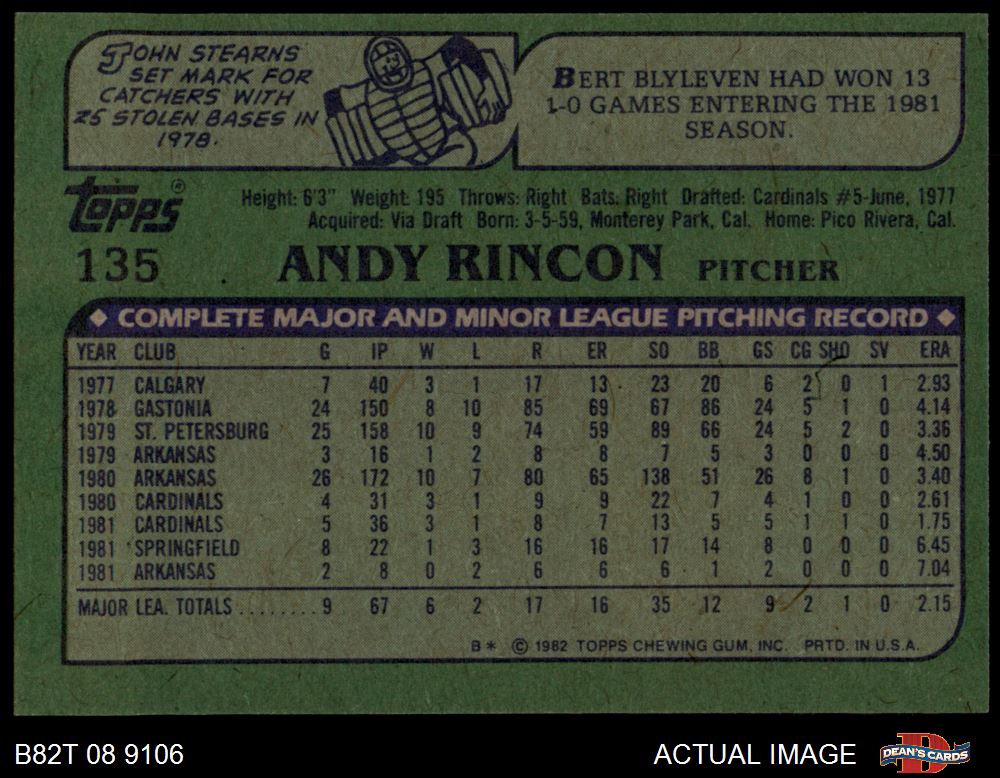 JOHN STEARNS
SET MARK FOR
CATCHERS WITH
25 STOLEN BASES IN
1978.
BERT BLYLEVEN HAD WON 13
1-0 GAMES ENTERING THE 1981
SEASON.
Topps®
Height: 6'3" Weight: 195 Throws: Right Bats: Right Drafted: Cardinals #5-June, 1977
Acquired: Via Draft Born: 3-5-59, Monterey Park, Cal. Home: Pico Rivera, Cal.
135 ANDY RINCON PITCHER
◆ COMPLETE MAJOR AND MINOR LEAGUE PITCHING RECORD ◆
YEAR CLUB G IP W L R ER SO BB GS CG SHO SV ERA
1977 CALGARY 7 40 3 1 17 13 23 20 6 2 0 1 2.93
1978 GASTONIA 24 150 8 10 85 69 67 86 24 5 1 0 4.14
1979 ST. PETERSBURG 25 158 10 9 74 59 89 66 24 5 2 0 3.36
1979 ARKANSAS 3 16 1 2 8 8 7 5 3 0 0 0 4.50
1980 ARKANSAS 26 172 10 7 80 65 138 51 26 8 1 0 3.40
1980 CARDINALS 4 31 3 1 9 9 22 7 4 1 0 0 2.61
1981 CARDINALS 5 36 3 1 8 7 13 5 5 1 1 0 1.75
1981 SPRINGFIELD 8 22 1 3 16 16 17 14 8 0 0 0 6.45
1981 ARKANSAS 2 8 0 2 6 6 6 1 2 0 0 0 7.04
MAJOR LEA. TOTALS ........ 9 67 6 2 17 16 35 12 9 2 1 0 2.15
B* © 1982 TOPPS CHEWING GUM, INC. PRTD. IN U.S.A.
B82T 08 9106 ACTUAL IMAGE
DEAN'S CARDS